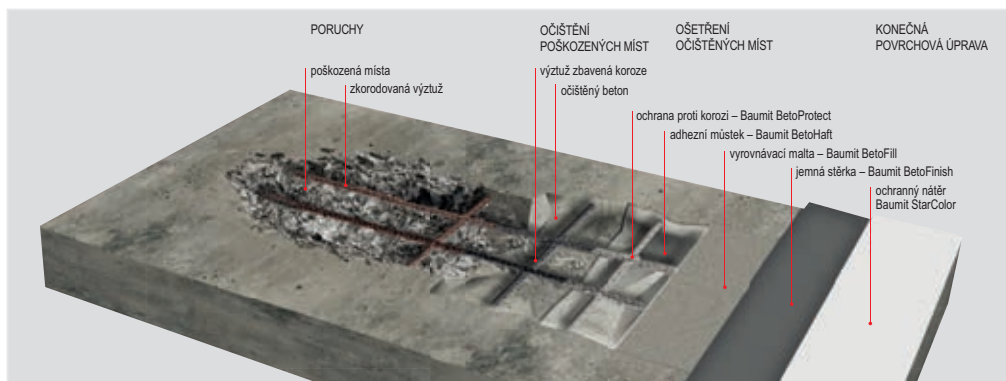 PORUCHY
OČIŠTĚNÍ
POŠKOZENÝCH MÍST
OŠETŘENÍ
OČIŠTĚNÝCH MÍST
KONEČNÁ
POVRCHOVÁ ÚPRAVA
poškozená místa
zkorodovaná výztuž
výztuž zbavená koroze
očištěný beton
ochrana proti korozi – Baumit BetoProtect
adhezní můstek – Baumit BetoHaft
vyrovnávací malta – Baumit BetoFill
jemná stěrka – Baumit BetoFinish
ochranný nátěr
Baumit StarColor